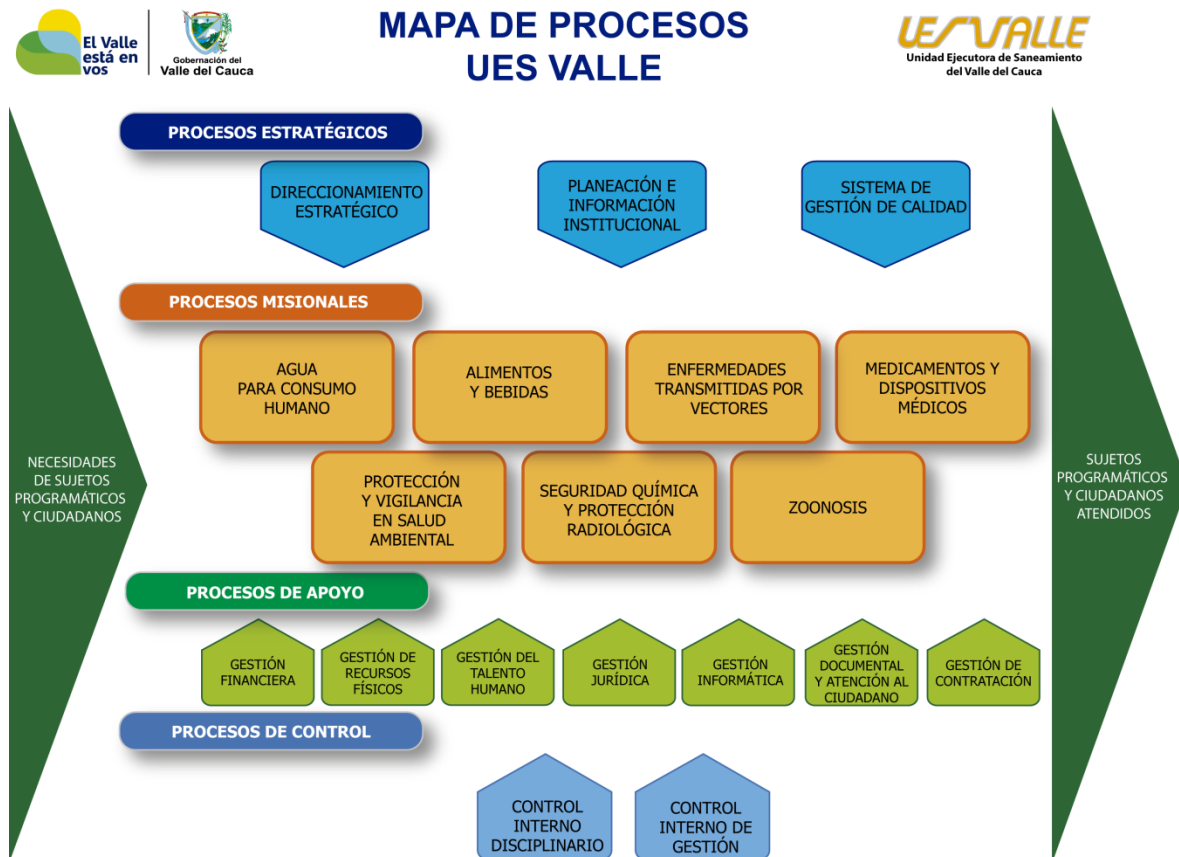 El Valle
está en
vos
Gobernación del
Valle del Cauca
MAPA DE PROCESOS
UES VALLE
UESVALLE
Unidad Ejecutora de Saneamiento
del Valle del Cauca
PROCESOS ESTRATÉGICOS
DIRECCIONAMIENTO
ESTRATÉGICO
PLANEACIÓN E
INFORMACIÓN
INSTITUCIONAL
SISTEMA DE
GESTIÓN DE CALIDAD
PROCESOS MISIONALES
AGUA
PARA CONSUMO
HUMANO
ALIMENTOS
Y BEBIDAS
ENFERMEDADES
TRANSMITIDAS POR
VECTORES
MEDICAMENTOS Y
DISPOSITIVOS
MÉDICOS
NECESIDADES
DE SUJETOS
PROGRAMÁTICOS
Y CIUDADANOS
PROTECCIÓN
Y VIGILANCIA
EN SALUD
AMBIENTAL
SEGURIDAD QUÍMICA
Y PROTECCIÓN
RADIOLÓGICA
ZOONOSIS
SUJETOS
PROGRAMÁTICOS
Y CIUDADANOS
ATENDIDOS
PROCESOS DE APOYO
GESTIÓN
FINANCIERA
GESTIÓN DE
RECURSOS
FÍSICOS
GESTIÓN DEL
TALENTO
HUMANO
GESTIÓN
JURÍDICA
GESTIÓN
INFORMÁTICA
GESTIÓN
DOCUMENTAL
Y ATENCIÓN AL
CIUDADANO
GESTIÓN DE
CONTRATACIÓN
PROCESOS DE CONTROL
CONTROL
INTERNO
DISCIPLINARIO
CONTROL
INTERNO DE
GESTIÓN